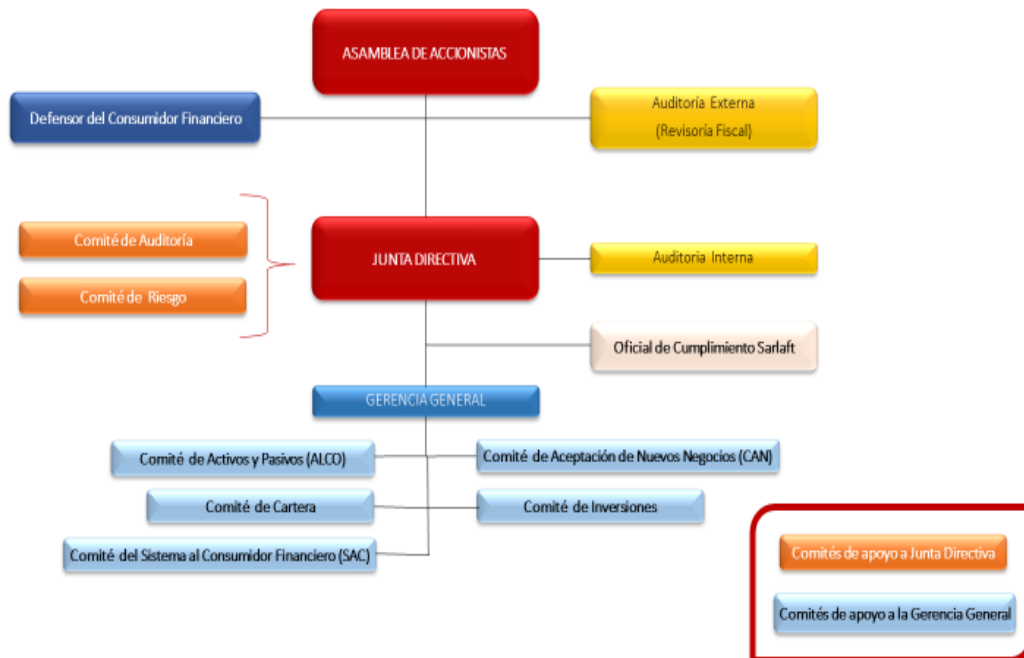 ASAMBLEA DE ACCIONISTAS
Defensor del Consumidor Financiero
Auditoría Externa
(Revisoría Fiscal)
Comité de Auditoría
Comité de Riesgo
JUNTA DIRECTIVA
Auditoria Interna
Oficial de Cumplimiento Sarlaft
GERENCIA GENERAL
Comité de Activos y Pasivos (ALCO)
Comité de Aceptación de Nuevos Negocios (CAN)
Comité de Cartera
Comité de Inversiones
Comité del Sistema al Consumidor Financiero (SAC)
Comités de apoyo a Junta Directiva
Comités de apoyo a la Gerencia General